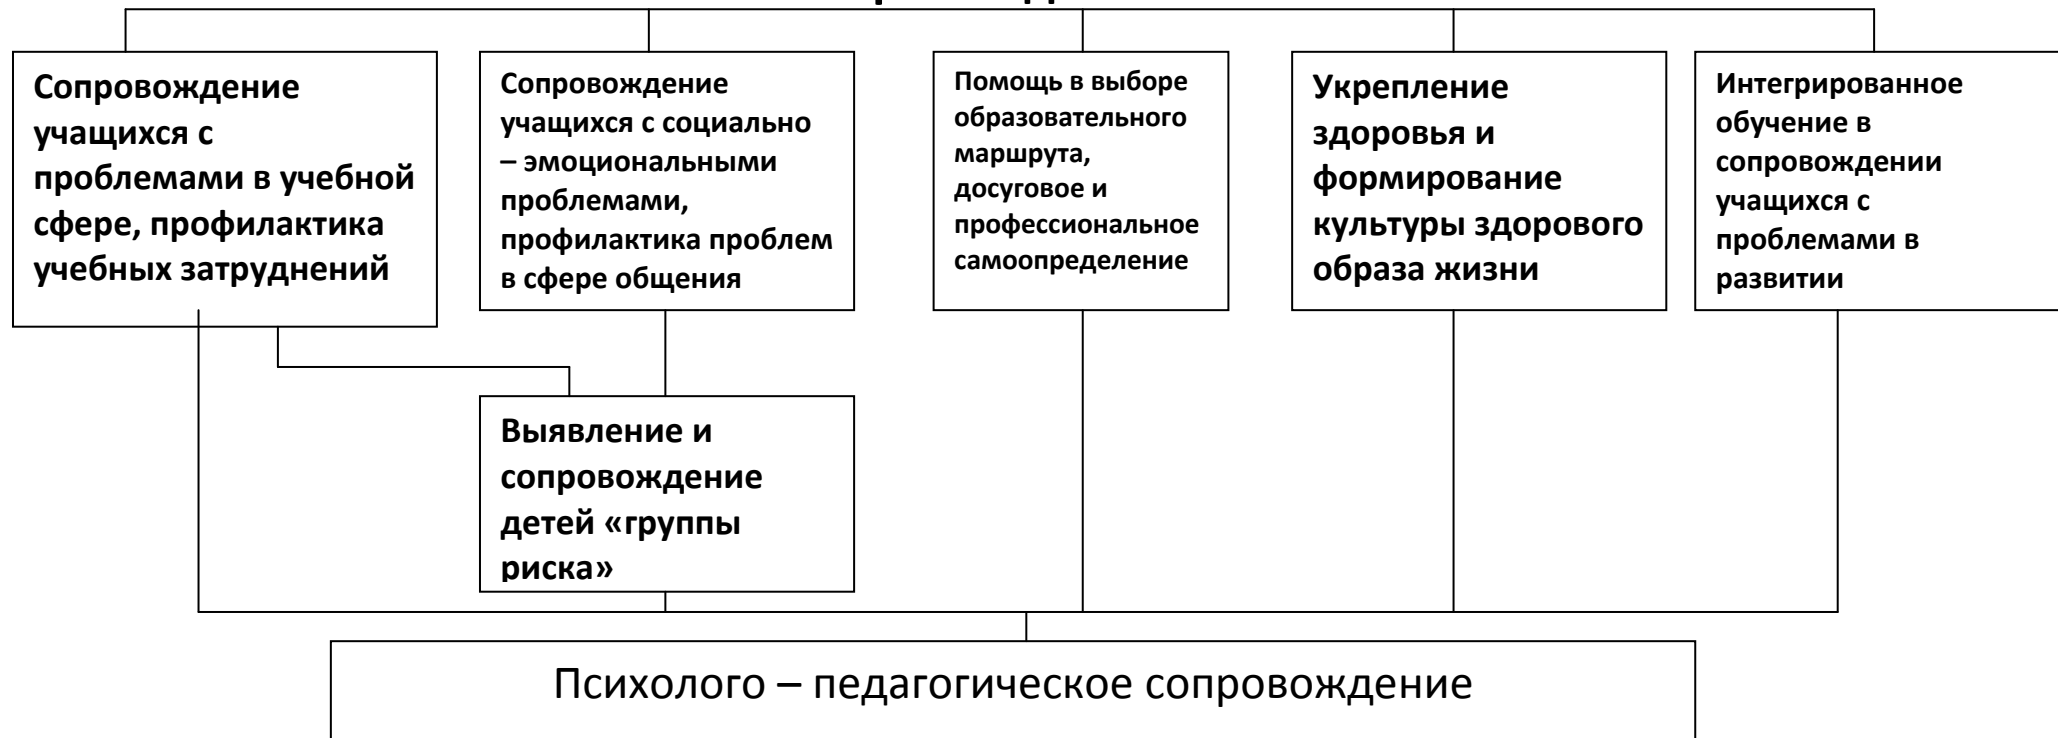 Сопровождение
учащихся с
проблемами в учебной
сфере, профилактика
учебных затруднений
Сопровождение
учащихся с социально
– эмоциональными
проблемами,
профилактика проблем
в сфере общения
Помощь в выборе
образовательного
маршрута,
досуговое и
профессиональное
самоопределение
Укрепление
здоровья и
формирование
культуры здорового
образа жизни
Интегрированное
обучение в
сопровождении
учащихся с
проблемами в
развитии
Выявление и
сопровождение
детей «группы
риска»
Психолого – педагогическое сопровождение